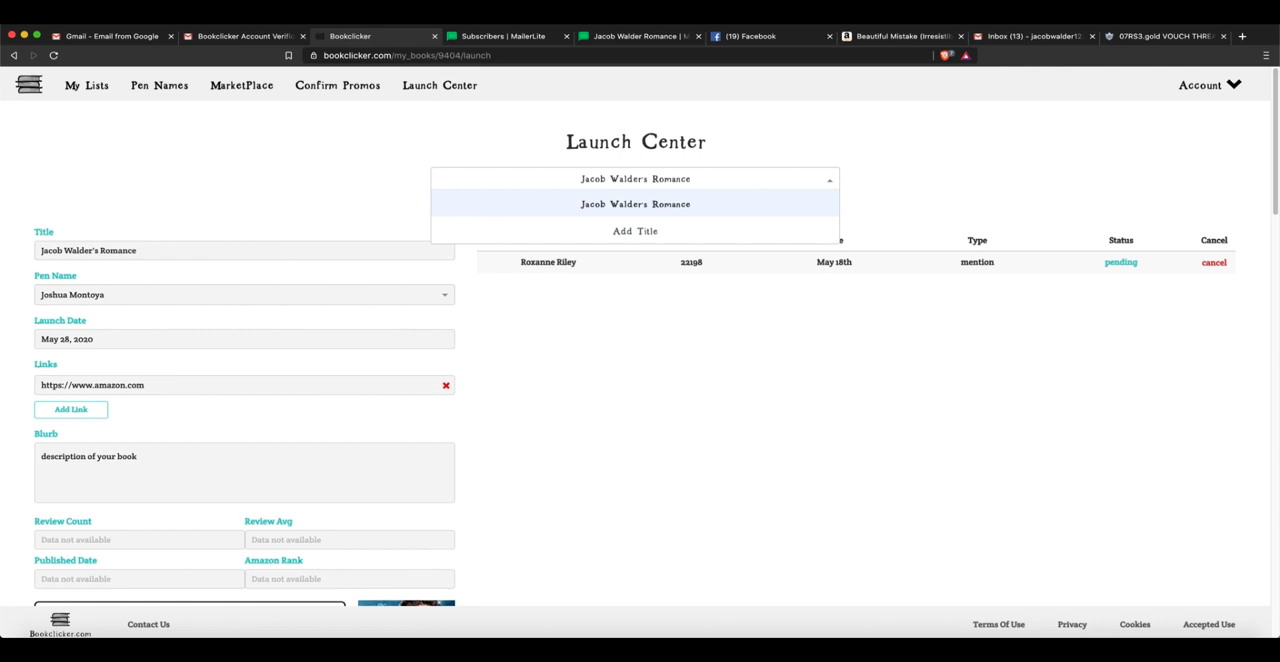 Gmail - Email from Google
Bookclicker Account Verific
Bookclicker
Subscribers | MailerLite
Jacob Walder Romance | M
(19) Facebook
Beautiful Mistake (Irresistib
Inbox (13) - jacobwalder12
07RS3.gold VOUCH THREA
bookclicker.com/my_books/9404/launch
My Lists
Pen Names
MarketPlace
Confirm Promos
Launch Center
Account
Launch Center
Jacob Walder's Romance
Jacob Walder's Romance
Add Title
Title
Jacob Walder's Romance
Pen Name
Joshua Montoya
Launch Date
May 28, 2020
Links
https://www.amazon.com
Add Link
Blurb
description of your book
Review Count
Review Avg
Data not available
Data not available
Published Date
Amazon Rank
Data not available
Data not available
Type
Status
Cancel
Roxanne Riley
22198
May 18th
mention
pending
cancel
Bookclicker.com
Contact Us
Terms Of Use
Privacy
Cookies
Accepted Use